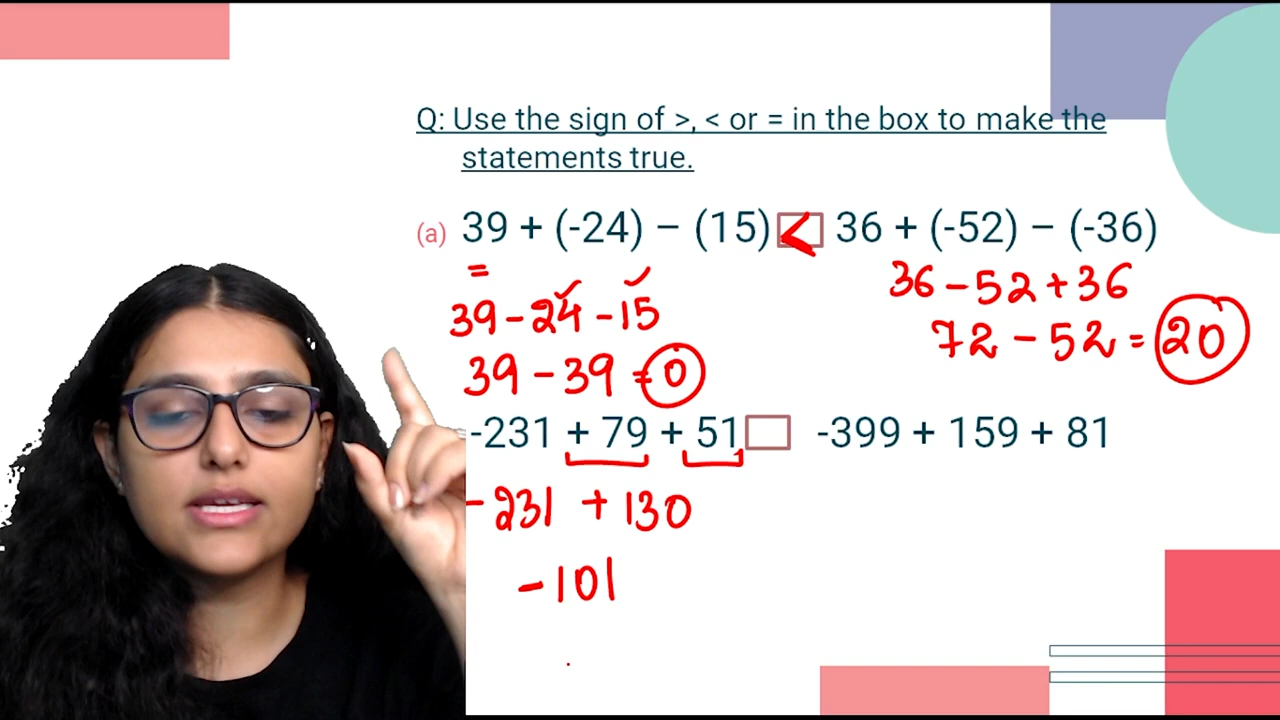 Q: Use the sign of >, < or = in the box to make the
statements true.
(a) 39 + (-24) – (15) < 36 + (-52) – (-36)
=
39 - 24 - 15
36 - 52 + 36
39 - 39 = 0
72 - 52 = 20
-231 + 79 + 51 □ -399 + 159 + 81
- 231 + 130
- 101